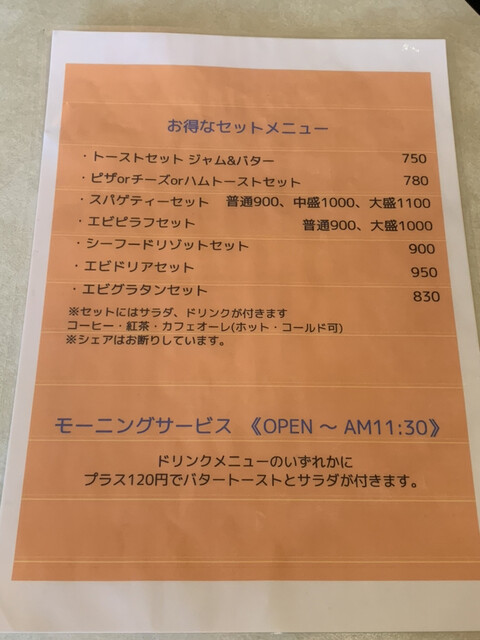 お得なセットメニュー
・トーストセット ジャム&バター 750
・ピザorチーズorハムトーストセット 780
・スパゲティーセット 普通900、中盛1000、大盛1100
・エビピラフセット 普通900、大盛1000
・シーフードリゾットセット 900
・エビドリアセット 950
・エビグラタンセット 830
※セットにはサラダ、ドリンクが付きます
コーヒー・紅茶・カフェオーレ(ホット・コールド可)
※シェアはお断りしています。
モーニングサービス 《OPEN ～ AM11:30》
ドリンクメニューのいずれかに
プラス120円でバタートーストとサラダが付きます。